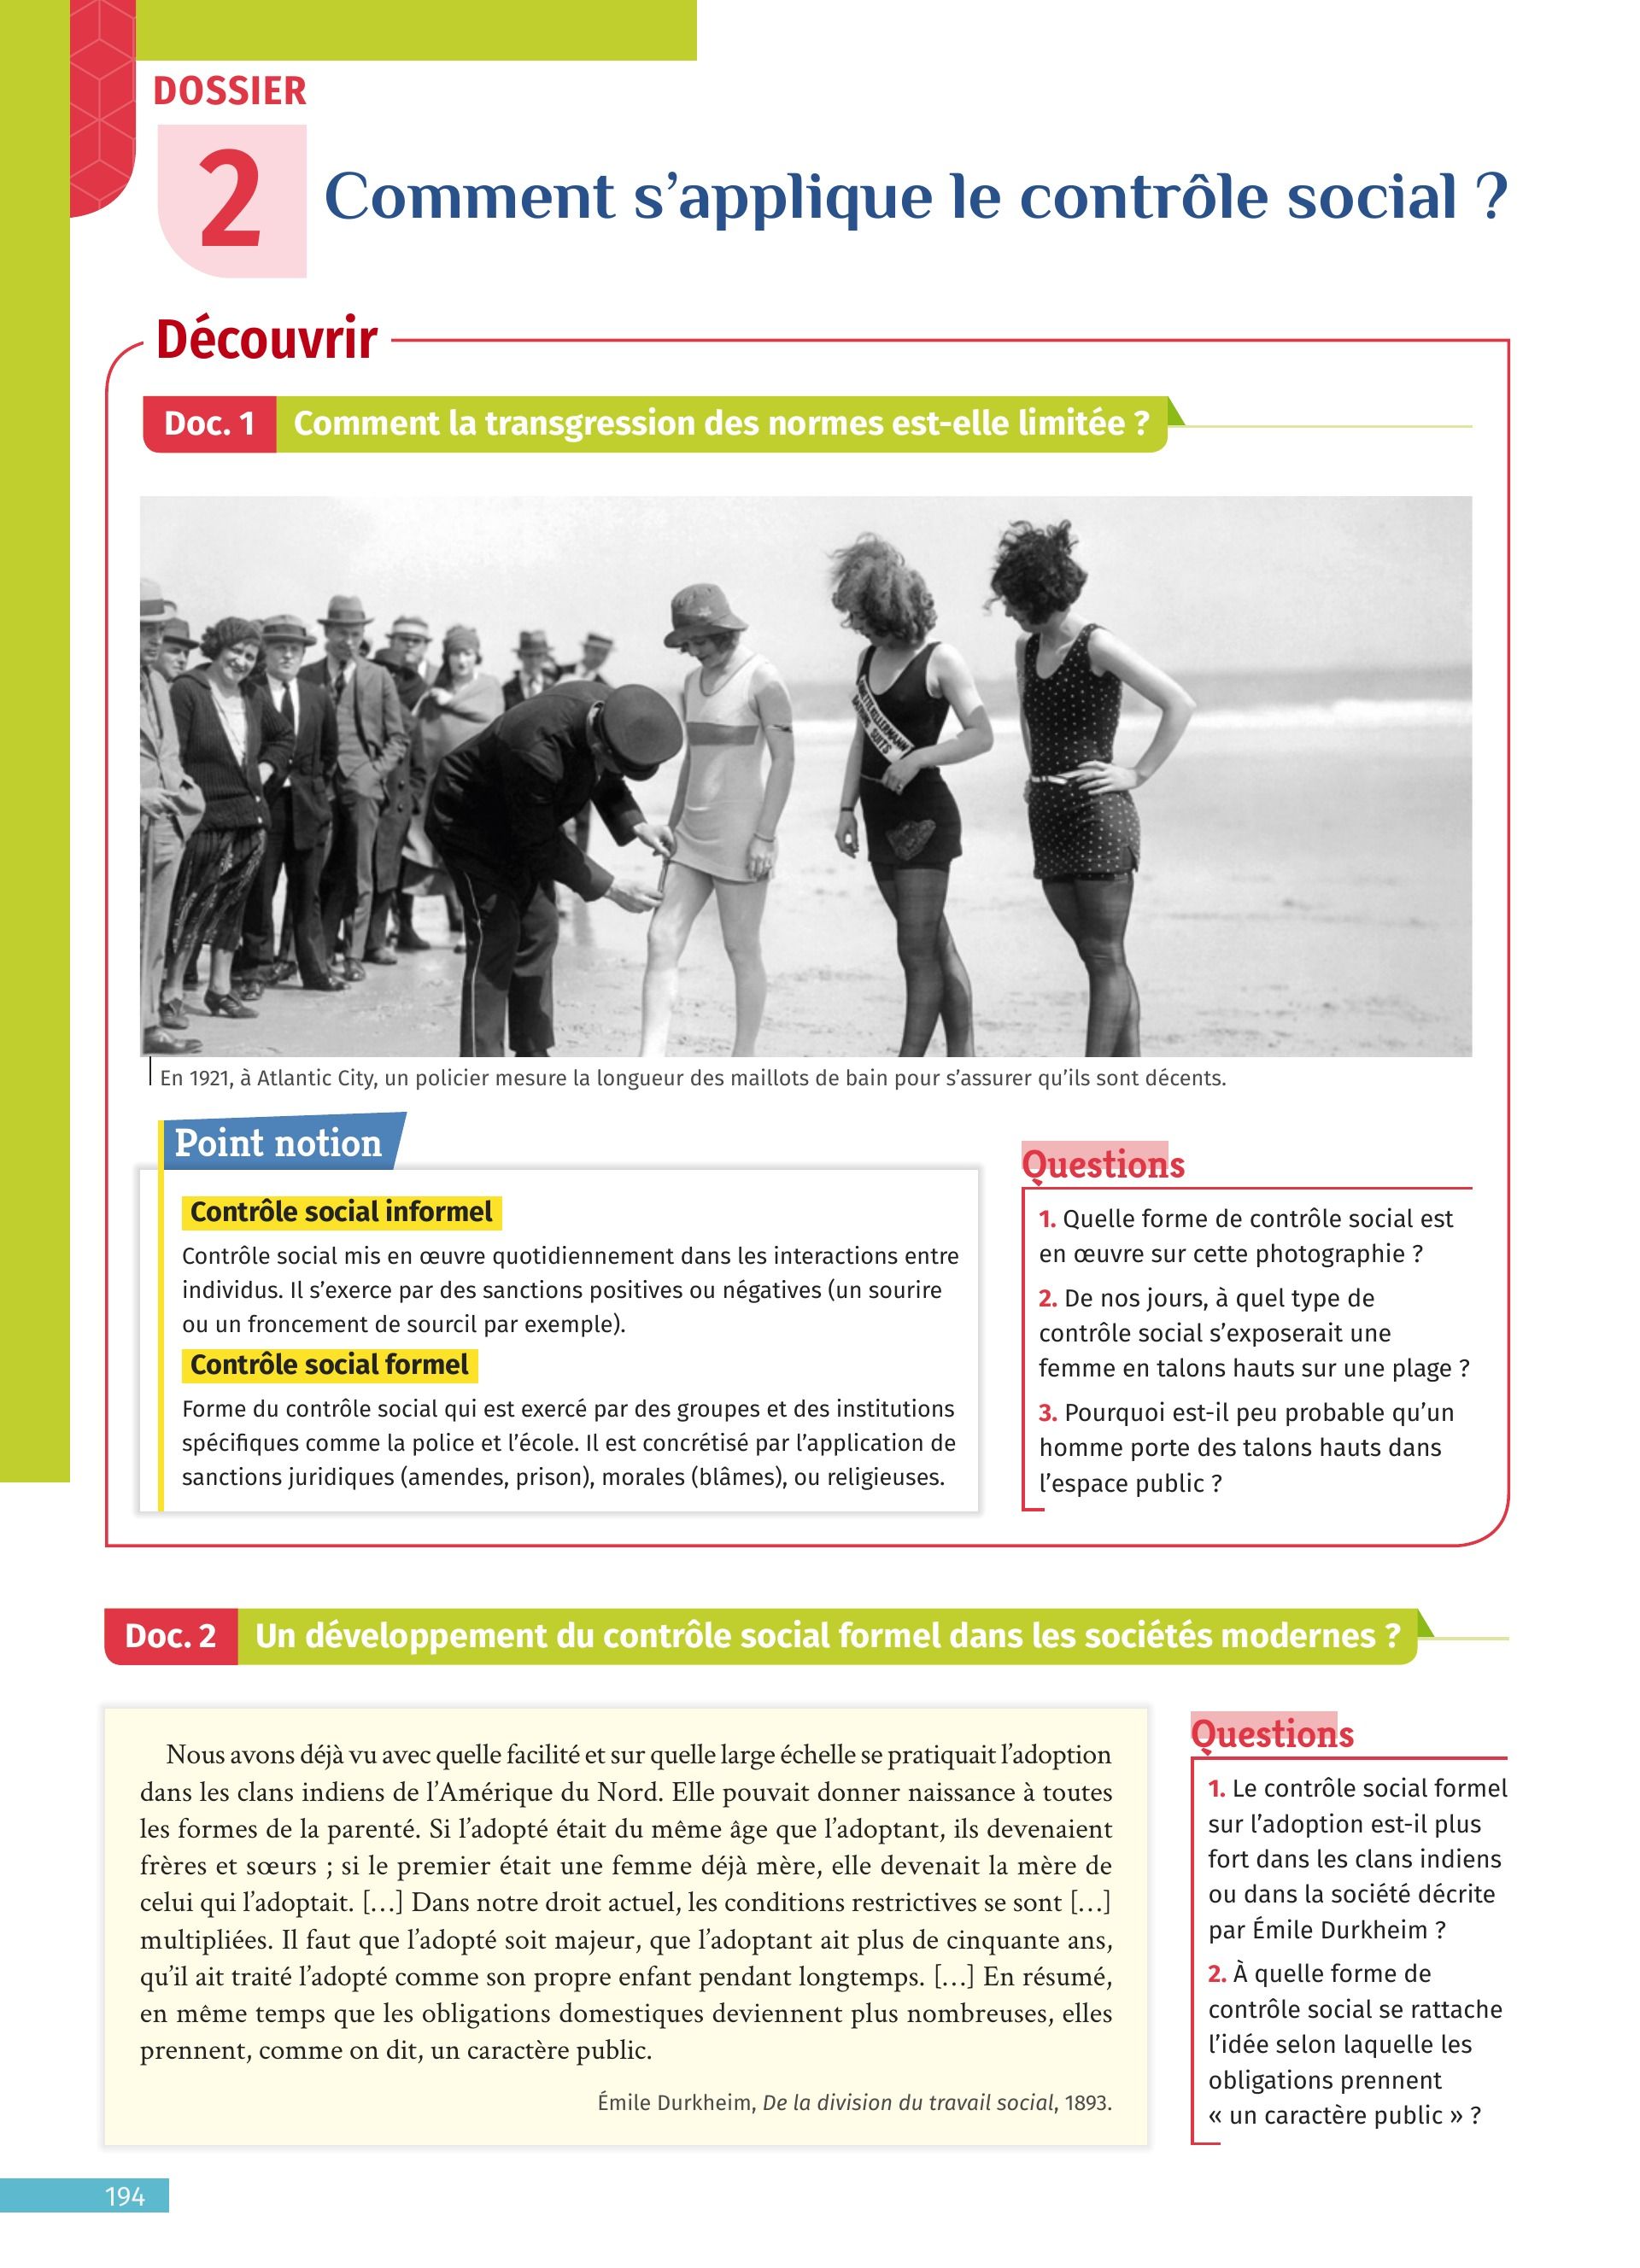 DOSSIER
2
Comment s’applique le contrôle social ?
Découvrir
Doc. 1 Comment la transgression des normes est-elle limitée ?
BATHING SUITS
En 1921, à Atlantic City, un policier mesure la longueur des maillots de bain pour s’assurer qu’ils sont décents.
Point notion
Contrôle social informel
Contrôle social mis en œuvre quotidiennement dans les interactions entre
individus. Il s’exerce par des sanctions positives ou négatives (un sourire
ou un froncement de sourcil par exemple).
Contrôle social formel
Forme du contrôle social qui est exercé par des groupes et des institutions
spécifiques comme la police et l’école. Il est concrétisé par l’application de
sanctions juridiques (amendes, prison), morales (blâmes), ou religieuses.
Questions
1. Quelle forme de contrôle social est
en œuvre sur cette photographie ?
2. De nos jours, à quel type de
contrôle social s’exposerait une
femme en talons hauts sur une plage ?
3. Pourquoi est-il peu probable qu’un
homme porte des talons hauts dans
l’espace public ?
Doc. 2 Un développement du contrôle social formel dans les sociétés modernes ?
Nous avons déjà vu avec quelle facilité et sur quelle large échelle se pratiquait l’adoption
dans les clans indiens de l’Amérique du Nord. Elle pouvait donner naissance à toutes
les formes de la parenté. Si l’adopté était du même âge que l’adoptant, ils devenaient
frères et sœurs ; si le premier était une femme déjà mère, elle devenait la mère de
celui qui l’adoptait. […] Dans notre droit actuel, les conditions restrictives se sont […]
multipliées. Il faut que l’adopté soit majeur, que l’adoptant ait plus de cinquante ans,
qu’il ait traité l’adopté comme son propre enfant pendant longtemps. […] En résumé,
en même temps que les obligations domestiques deviennent plus nombreuses, elles
prennent, comme on dit, un caractère public.
Émile Durkheim, De la division du travail social, 1893.
Questions
1. Le contrôle social formel
sur l’adoption est-il plus
fort dans les clans indiens
ou dans la société décrite
par Émile Durkheim ?
2. À quelle forme de
contrôle social se rattache
l’idée selon laquelle les
obligations prennent
« un caractère public » ?
194